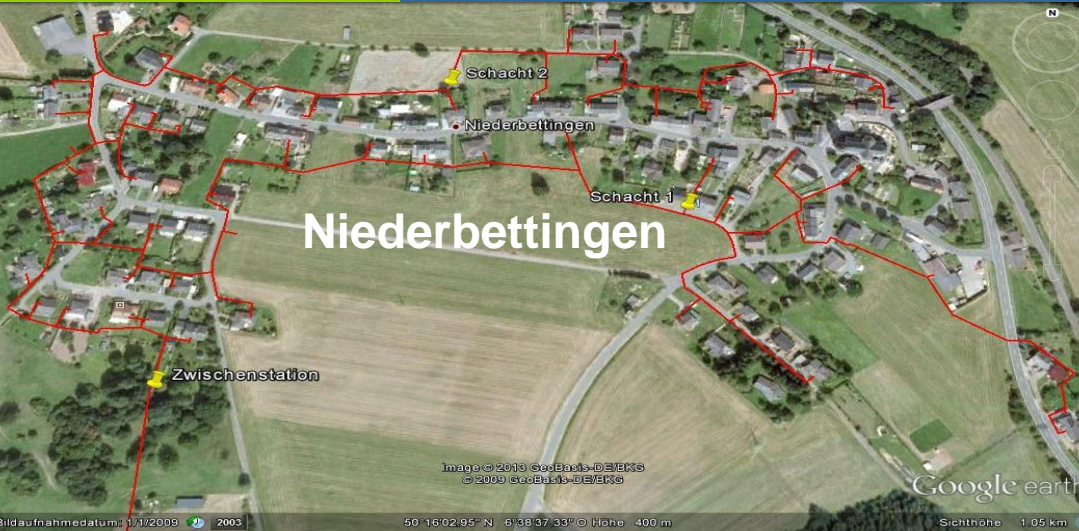 N
Schacht 2
Niederbettingen
Schacht 1
Niederbettingen
Zwischenstation
Image © 2013 GeoBasis-DE/BKG
© 2009 GeoBasis-DE/BKG
Google earth
Bildaufnahmedatum: 1/1/2009 2003 50°16'02.95" N 6°38'37.33" O Höhe 400 m Sichthöhe 1.05 km